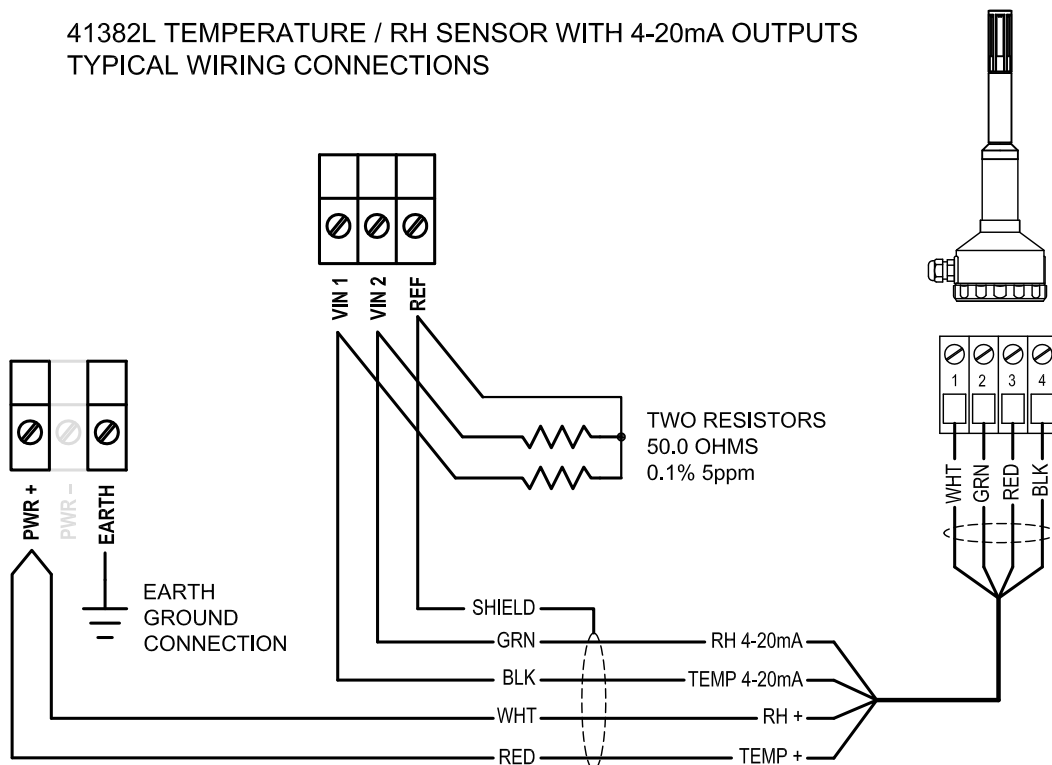 41382L TEMPERATURE / RH SENSOR WITH 4-20mA OUTPUTS
TYPICAL WIRING CONNECTIONS
VIN 1
VIN 2
REF
1
2
3
4
TWO RESISTORS
50.0 OHMS
0.1% 5ppm
WHT
GRN
RED
BLK
PWR +
PWR –
EARTH
EARTH
GROUND
CONNECTION
SHIELD
GRN RH 4-20mA
BLK TEMP 4-20mA
WHT RH +
RED TEMP +